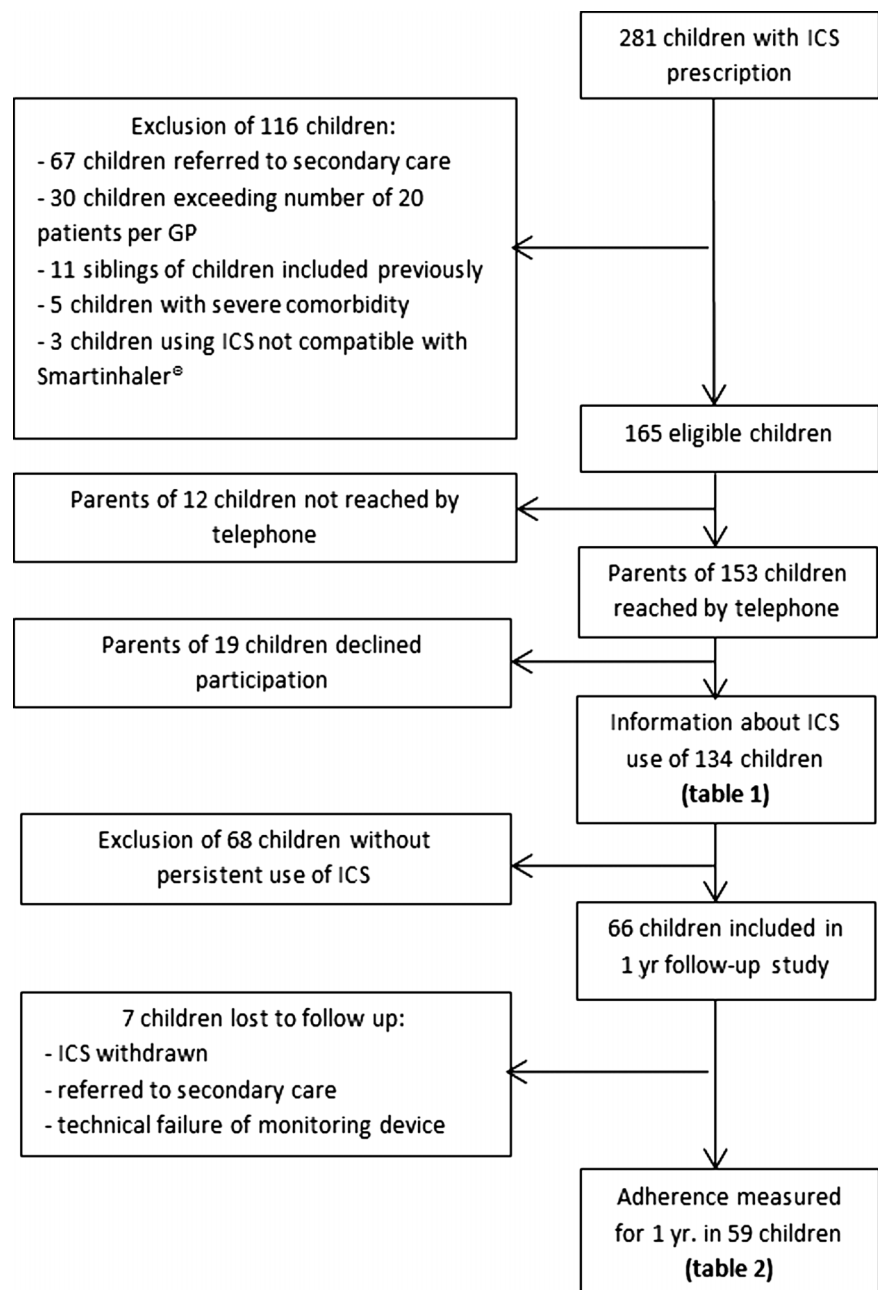 281 children with ICS
prescription
Exclusion of 116 children:
- 67 children referred to secondary care
- 30 children exceeding number of 20
patients per GP
- 11 siblings of children included previously
- 5 children with severe comorbidity
- 3 children using ICS not compatible with
Smartinhaler®
165 eligible children
Parents of 12 children not reached by
telephone
Parents of 153 children
reached by telephone
Parents of 19 children declined
participation
Information about ICS
use of 134 children
(table 1)
Exclusion of 68 children without
persistent use of ICS
66 children included in
1 yr follow-up study
7 children lost to follow up:
- ICS withdrawn
- referred to secondary care
- technical failure of monitoring device
Adherence measured
for 1 yr. in 59 children
(table 2)